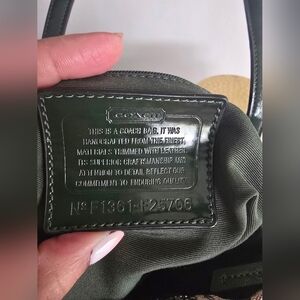 COACH
THIS IS A COACH BAG. IT WAS
HANDCRAFTED FROM THE FINEST
MATERIALS TRIMMED WITH LEATHER.
ITS SUPERIOR CRAFTSMANSHIP AND
ATTENTION TO DETAIL REFLECT OUR
COMMITMENT TO ENDURING QUALITY.
Nº F1361-F25706
COACH